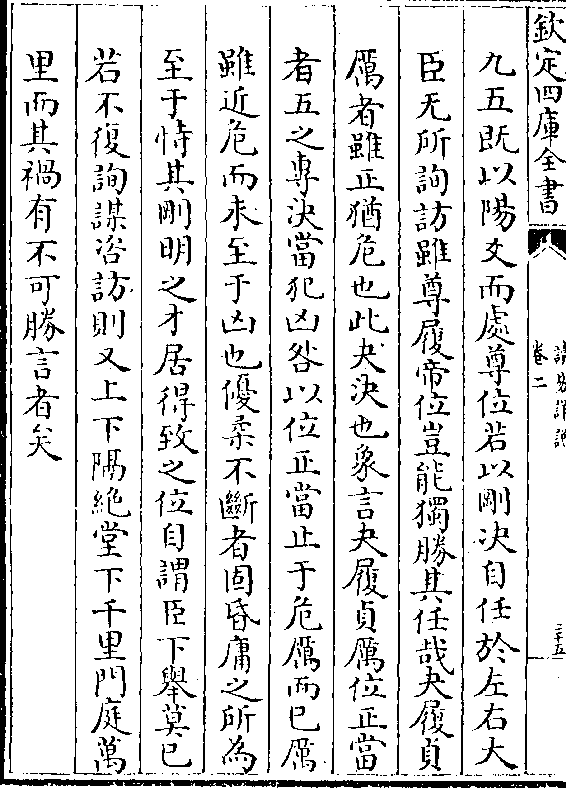 欽定四庫全書
卷二
九五既以陽爻而處尊位若以剛決自任於左右大
臣无所詢訪雖尊履帝位豈能獨勝其任哉夬履貞
厲者雖正猶危也此夬決也象言夬履貞厲位正當
者五之專決當犯凶咎以位正當止于危厲而已厲
雖近危而未至于凶也優柔不斷者固昏庸之所為
至于恃其剛明之才居得致之位自謂臣下舉莫已
若不復詢謀咨訪則又上下隔絶堂下千里門庭萬
里而其禍有不可勝言者矣